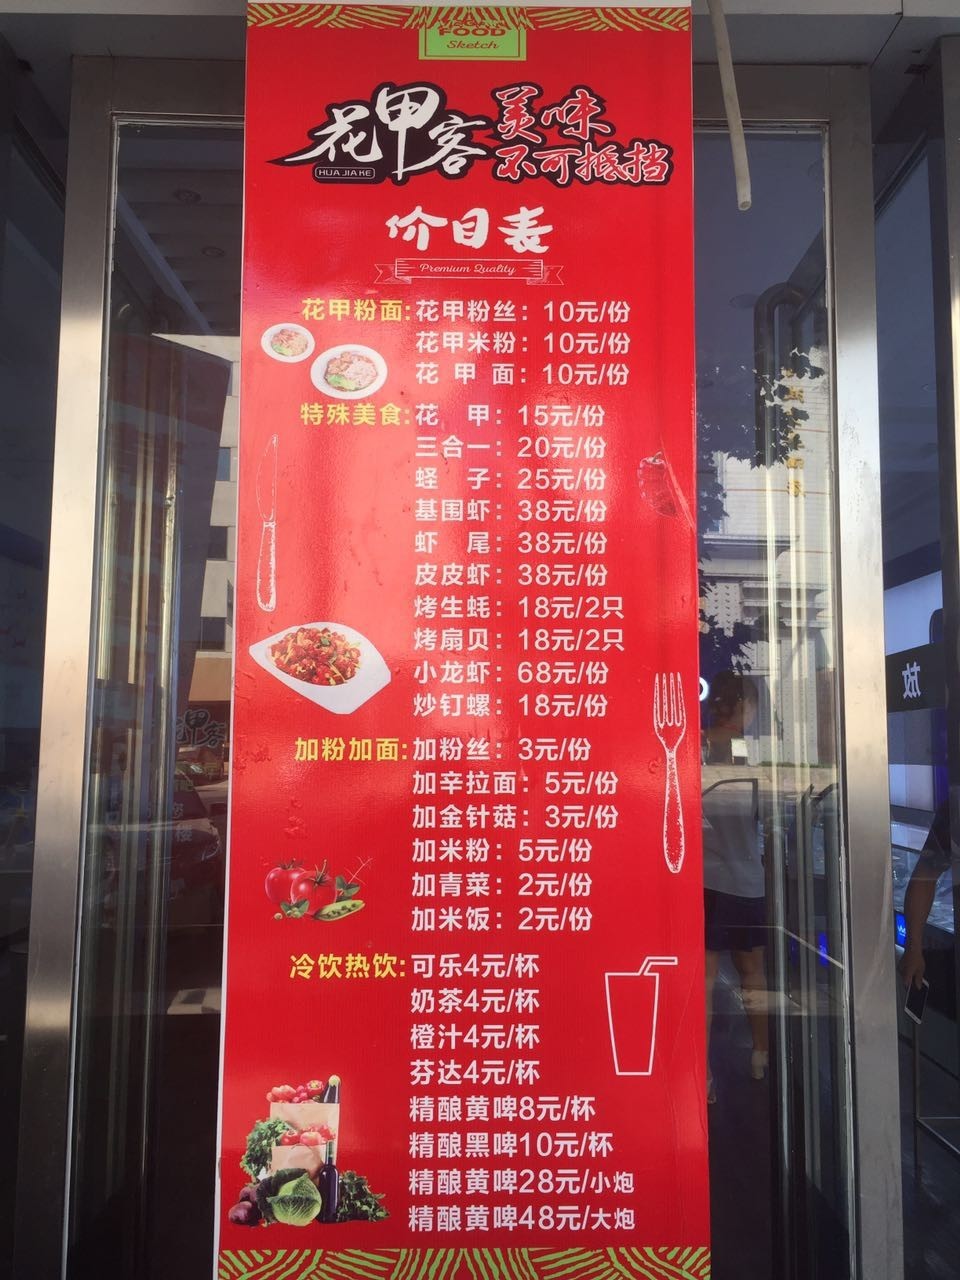 VEGAN
FOOD
Sketch
花甲客
HUA JIA KE
美味
不可抵挡
价目表
Premium Quality
花甲粉面:花甲粉丝：10元/份
花甲米粉：10元/份
花 甲 面：10元/份
特殊美食:花 甲：15元/份
三合一：20元/份
蛏 子：25元/份
基围虾：38元/份
虾 尾：38元/份
皮皮虾：38元/份
烤生蚝：18元/2只
烤扇贝：18元/2只
小龙虾：68元/份
炒钉螺：18元/份
加粉加面:加粉丝：3元/份
加辛拉面：5元/份
加金针菇：3元/份
加米粉：5元/份
加青菜：2元/份
加米饭：2元/份
冷饮热饮:可乐4元/杯
奶茶4元/杯
橙汁4元/杯
芬达4元/杯
精酿黄啤8元/杯
精酿黑啤10元/杯
精酿黄啤28元/小炮
精酿黄啤48元/大炮
花甲客
放